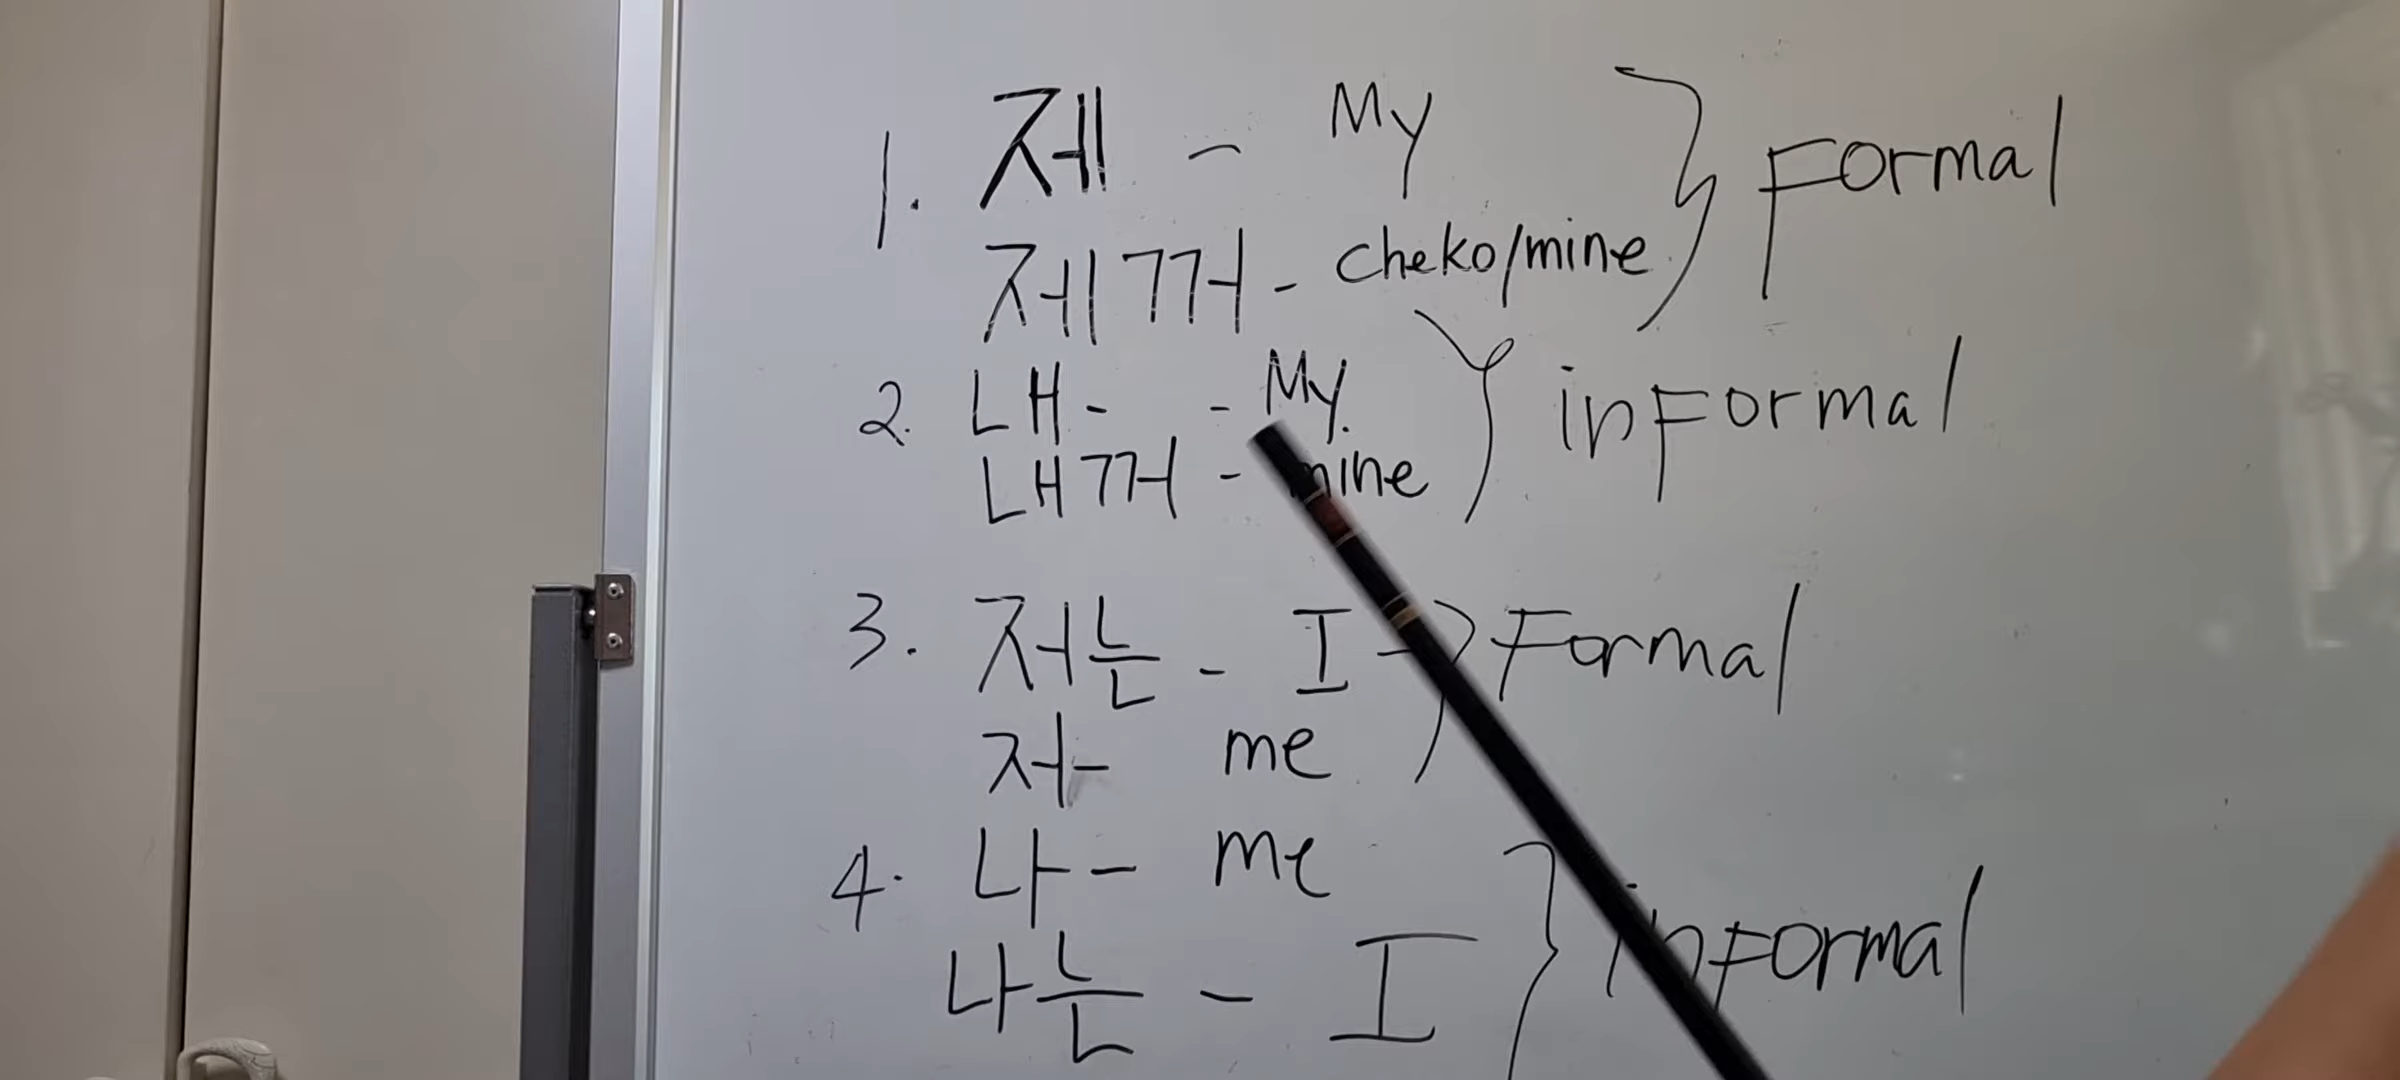 1. 제 - My } Formal
제꺼 - cheko/mine
2. 내 - - My. } inFormal
내꺼 - mine
3. 저는 - I } Formal
저 - me
4. 나 - me } inFormal
나는 - I